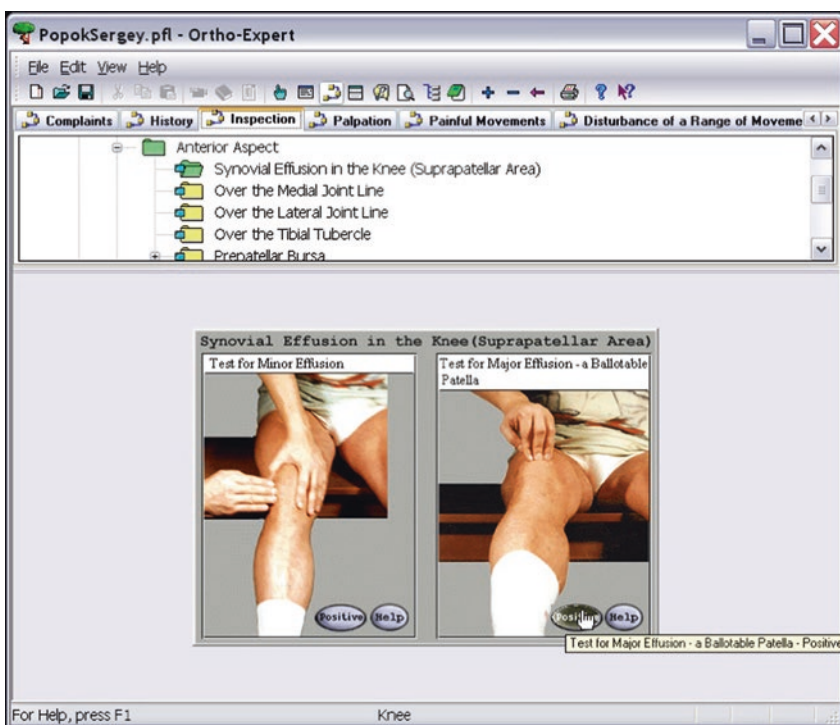 PopokSergey.pfl - Ortho-Expert
File Edit View Help
Complaints History Inspection Palpation Painful Movements Disturbance of a Range of Moveme
Anterior Aspect
Synovial Effusion in the Knee (Suprapatellar Area)
Over the Medial Joint Line
Over the Lateral Joint Line
Over the Tibial Tubercle
Prepatellar Bursa
Synovial Effusion in the Knee(Suprapatellar Area)
Test for Minor Effusion
Test for Major Effusion - a Ballotable
Patella
Positive Help
Positive Help
Test for Major Effusion - a Ballotable Patella - Positive
For Help, press F1 Knee